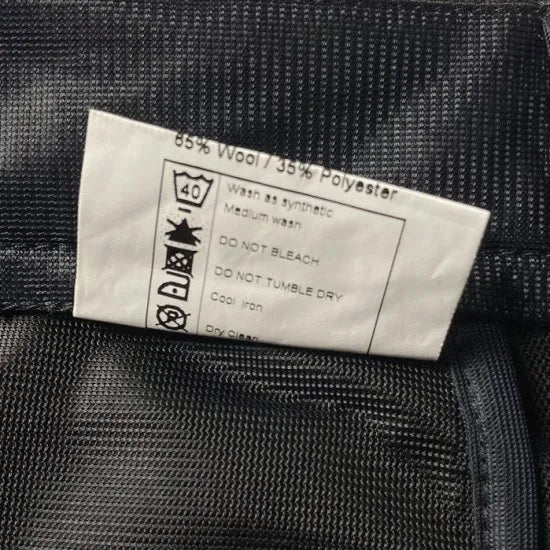 65% Wool / 35% Polyester
40
Wash as synthetic
Medium wash
DO NOT BLEACH
DO NOT TUMBLE DRY
Cool Iron
P
Dry Clean